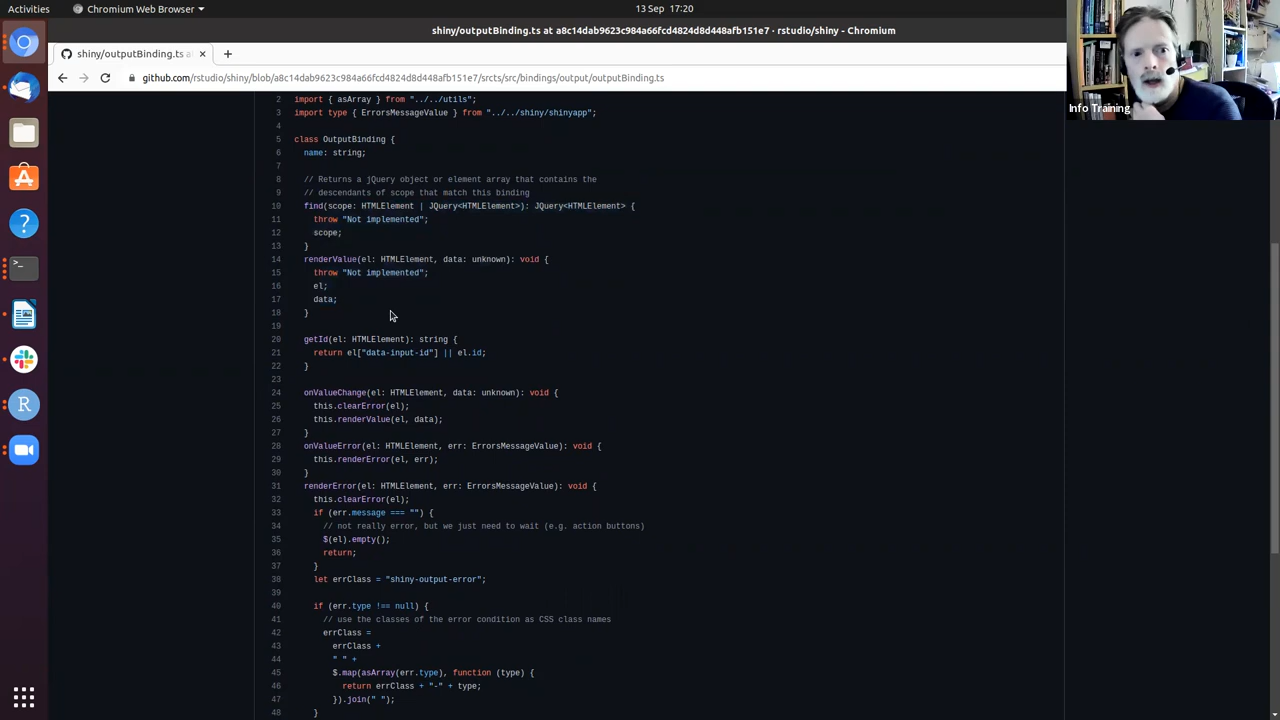 Activities
Chromium Web Browser
13 Sep 17:20
shiny/outputBinding.ts at a8c14dab9623c984a66fcd4824d8d448afb151e7 · rstudio/shiny - Chromium
shiny/outputBinding.ts at
github.com/rstudio/shiny/blob/a8c14dab9623c984a66fcd4824d8d448afb151e7/srcts/src/bindings/output/outputBinding.ts
Info Training
2 import { asArray } from "../../utils";
3 import type { ErrorsMessageValue } from "../../shiny/shinyapp";
4
5 class OutputBinding {
6 name: string;
7
8 // Returns a jQuery object or element array that contains the
9 // descendants of scope that match this binding
10 find(scope: HTMLElement | JQuery<HTMLElement>): JQuery<HTMLElement> {
11 throw "Not implemented";
12 scope;
13 }
14 renderValue(el: HTMLElement, data: unknown): void {
15 throw "Not implemented";
16 el;
17 data;
18 }
19
20 getId(el: HTMLElement): string {
21 return el["data-input-id"] || el.id;
22 }
23
24 onValueChange(el: HTMLElement, data: unknown): void {
25 this.clearError(el);
26 this.renderValue(el, data);
27 }
28 onValueError(el: HTMLElement, err: ErrorsMessageValue): void {
29 this.renderError(el, err);
30 }
31 renderError(el: HTMLElement, err: ErrorsMessageValue): void {
32 this.clearError(el);
33 if (err.message === "") {
34 // not really error, but we just need to wait (e.g. action buttons)
35 $(el).empty();
36 return;
37 }
38 let errClass = "shiny-output-error";
39
40 if (err.type !== null) {
41 // use the classes of the error condition as CSS class names
42 errClass =
43 errClass +
44 " " +
45 $.map(asArray(err.type), function (type) {
46 return errClass + "-" + type;
47 }).join(" ");
48 }